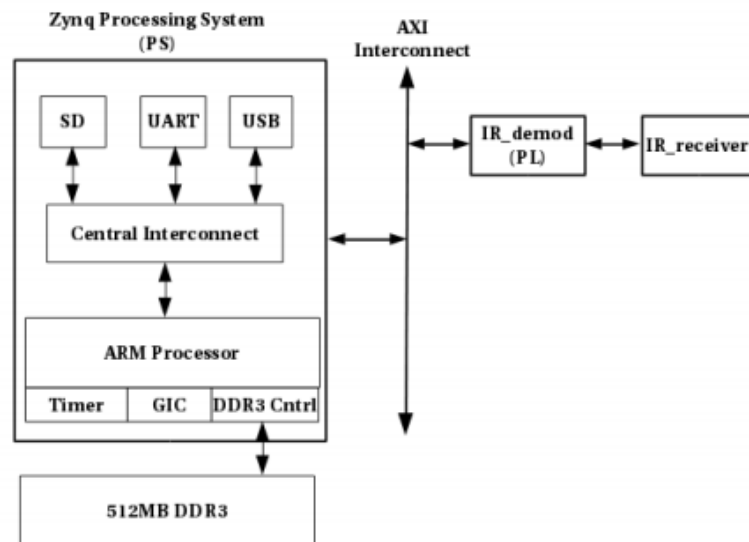 Zynq Processing System
(PS)
AXI
Interconnect
SD
UART
USB
IR_demod
(PL)
IR_receiver
Central Interconnect
ARM Processor
Timer
GIC
DDR3 Cntrl
512MB DDR3